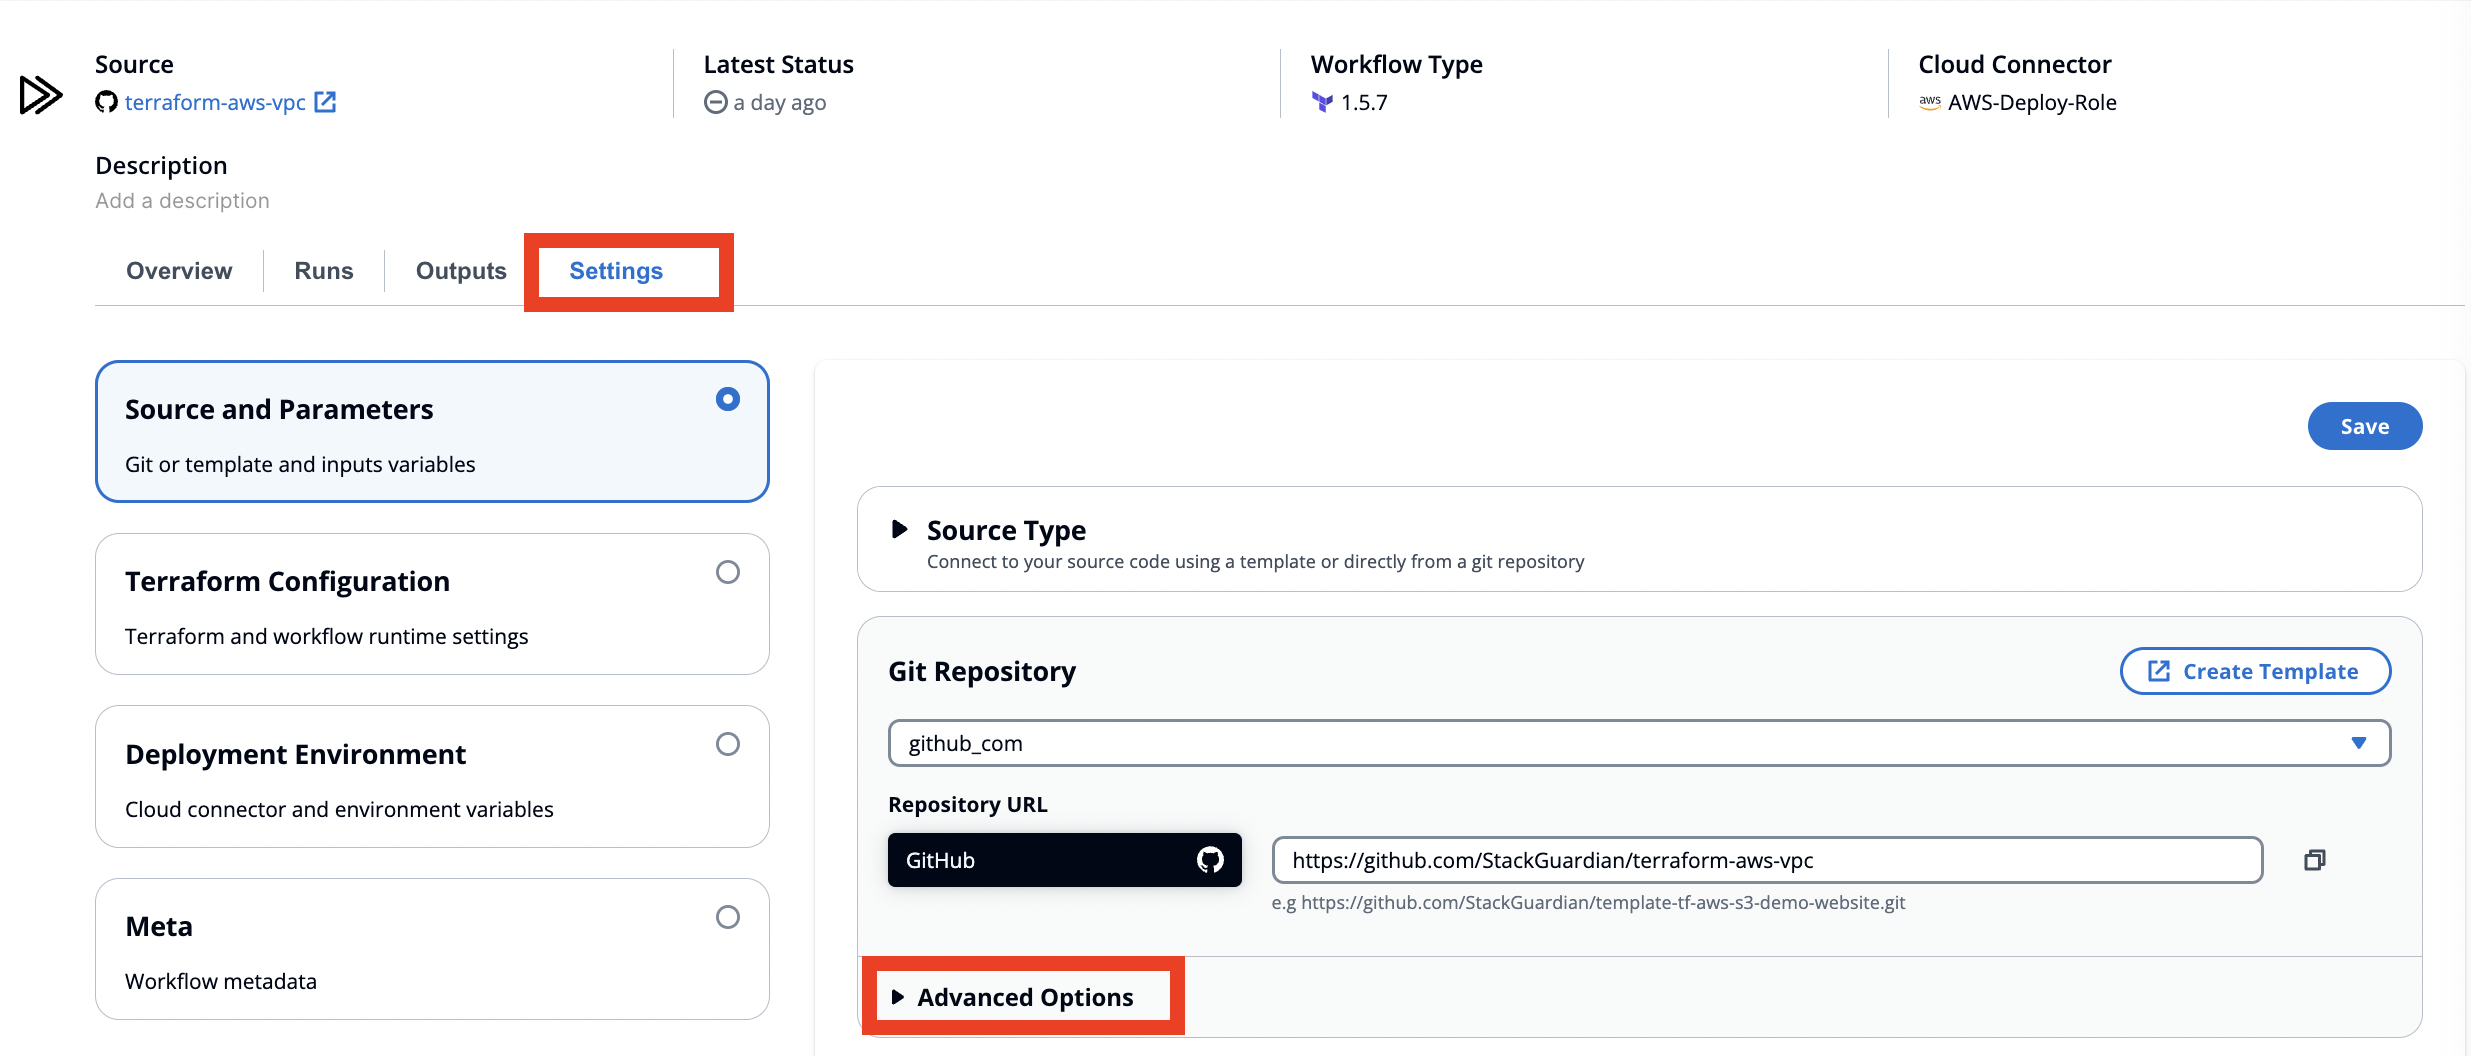 Source
terraform-aws-vpc
Latest Status
a day ago
Workflow Type
1.5.7
Cloud Connector
aws AWS-Deploy-Role
Description
Add a description
Overview
Runs
Outputs
Settings
Source and Parameters
Git or template and inputs variables
Terraform Configuration
Terraform and workflow runtime settings
Deployment Environment
Cloud connector and environment variables
Meta
Workflow metadata
Save
Source Type
Connect to your source code using a template or directly from a git repository
Git Repository
Create Template
github_com
Repository URL
GitHub
https://github.com/StackGuardian/terraform-aws-vpc
e.g https://github.com/StackGuardian/template-tf-aws-s3-demo-website.git
Advanced Options